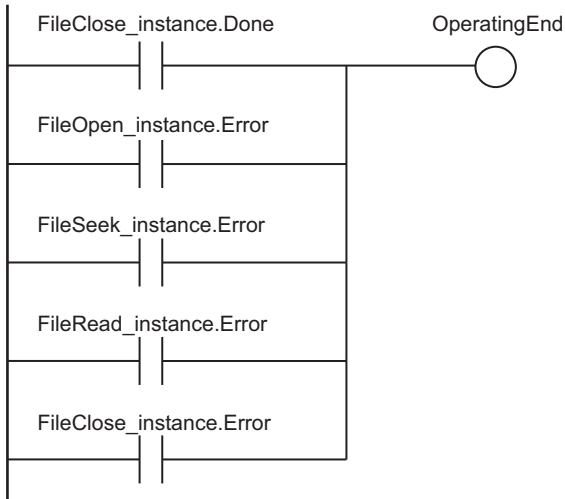 FileClose_instance.Done OperatingEnd
FileOpen_instance.Error
FileSeek_instance.Error
FileRead_instance.Error
FileClose_instance.Error